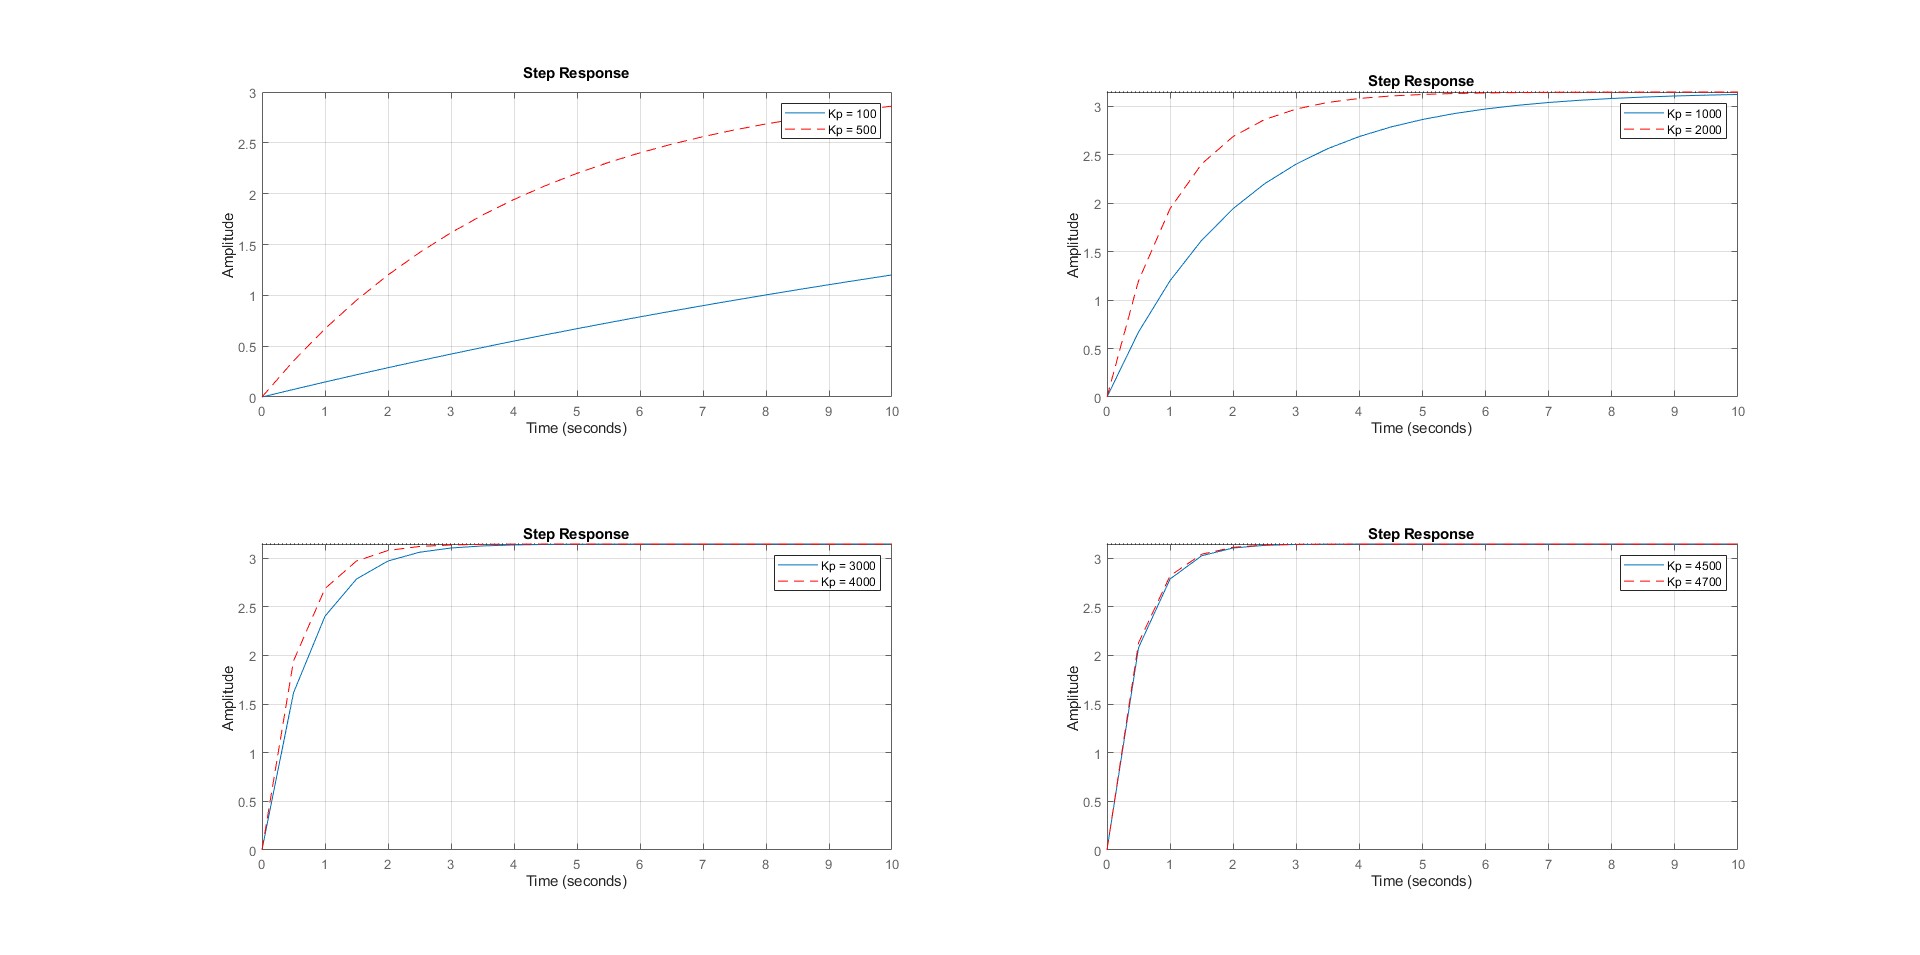 Step Response
3
2.5
2
1.5
1
0.5
0
Amplitude
Kp = 100
Kp = 500
0 1 2 3 4 5 6 7 8 9 10
Time (seconds)
Step Response
3
2.5
2
1.5
1
0.5
0
Amplitude
Kp = 1000
Kp = 2000
0 1 2 3 4 5 6 7 8 9 10
Time (seconds)
Step Response
3
2.5
2
1.5
1
0.5
0
Amplitude
Kp = 3000
Kp = 4000
0 1 2 3 4 5 6 7 8 9 10
Time (seconds)
Step Response
3
2.5
2
1.5
1
0.5
0
Amplitude
Kp = 4500
Kp = 4700
0 1 2 3 4 5 6 7 8 9 10
Time (seconds)